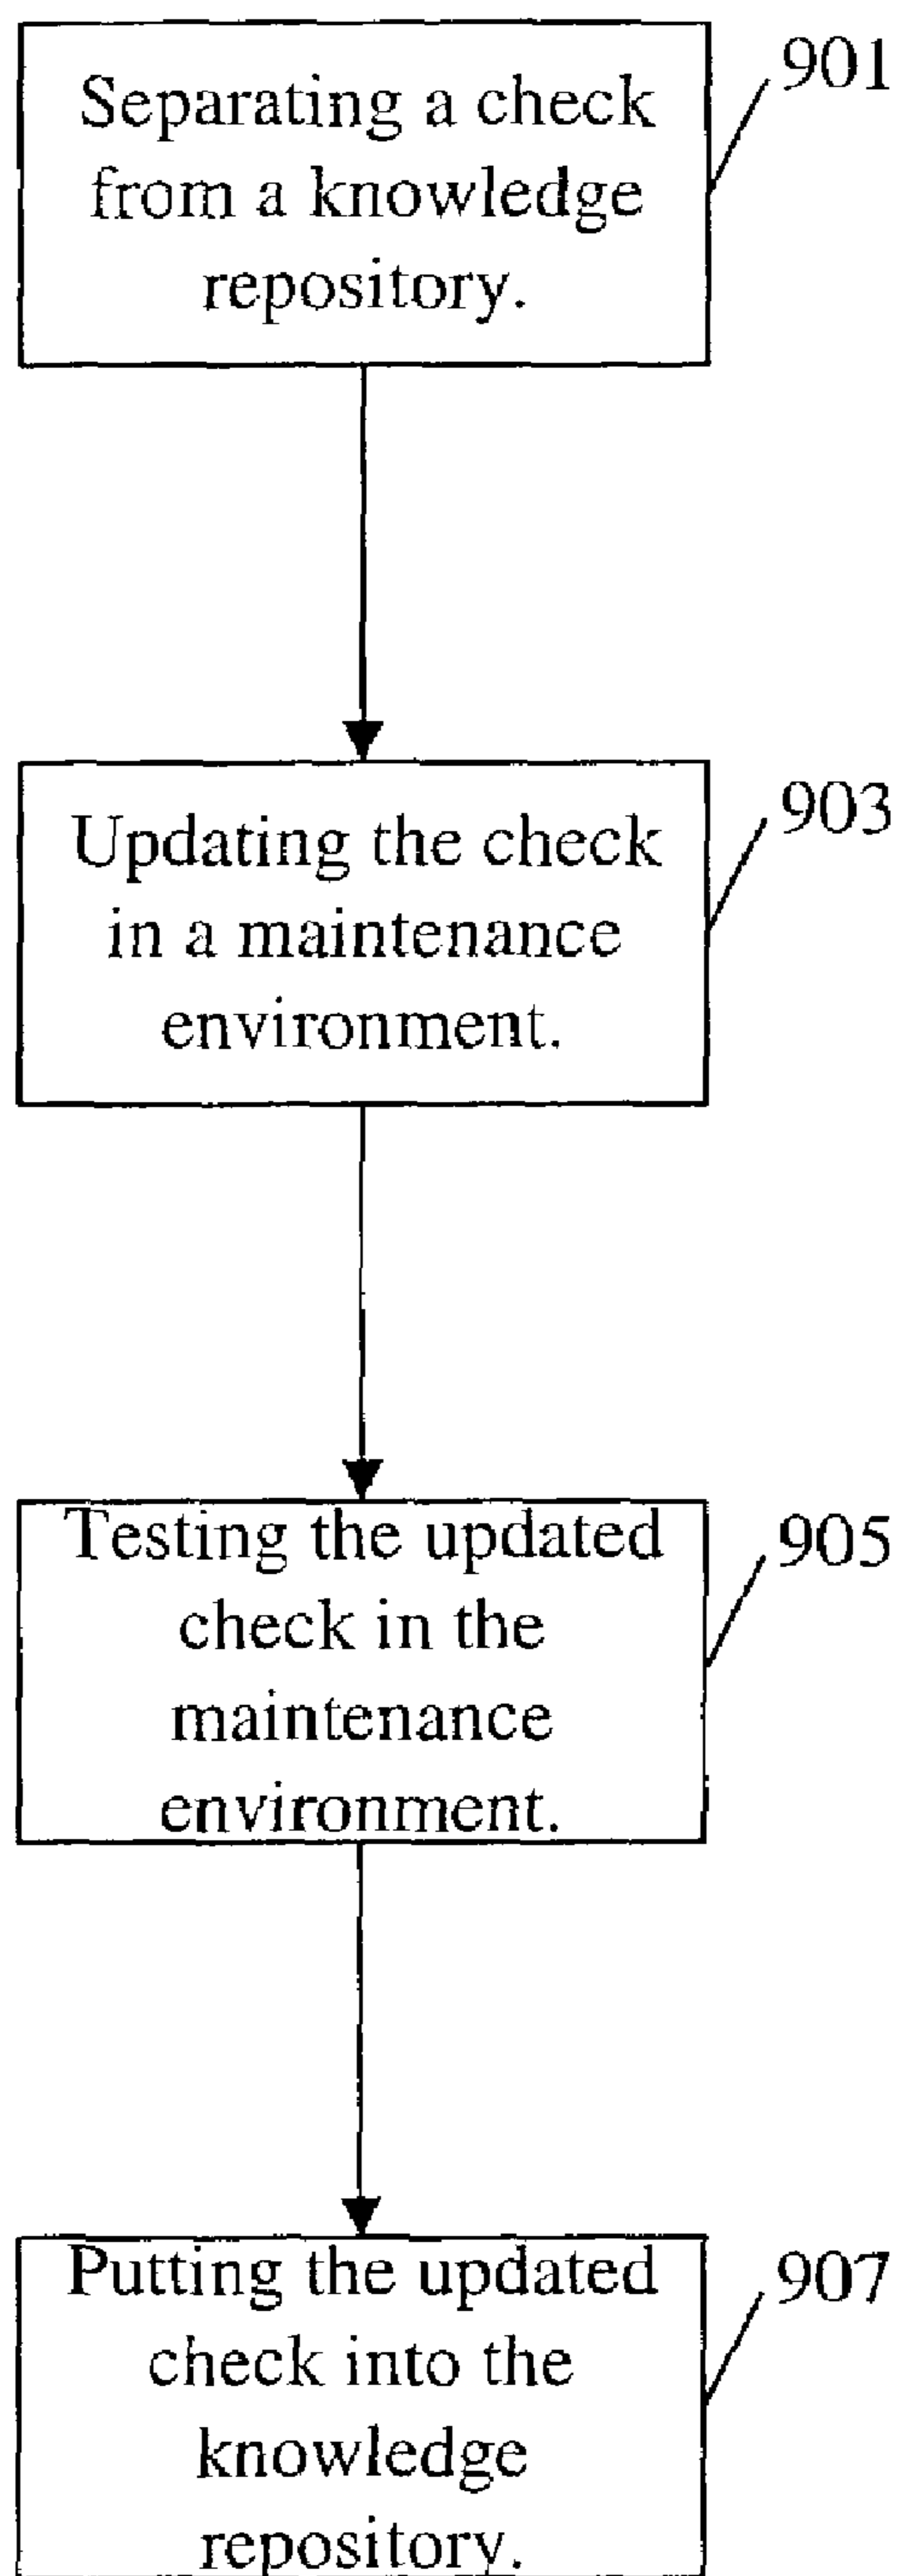 Separating a check
from a knowledge
repository.
901
Updating the check
in a maintenance
environment.
903
Testing the updated
check in the
maintenance
environment.
905
Putting the updated
check into the
knowledge
repository.
907